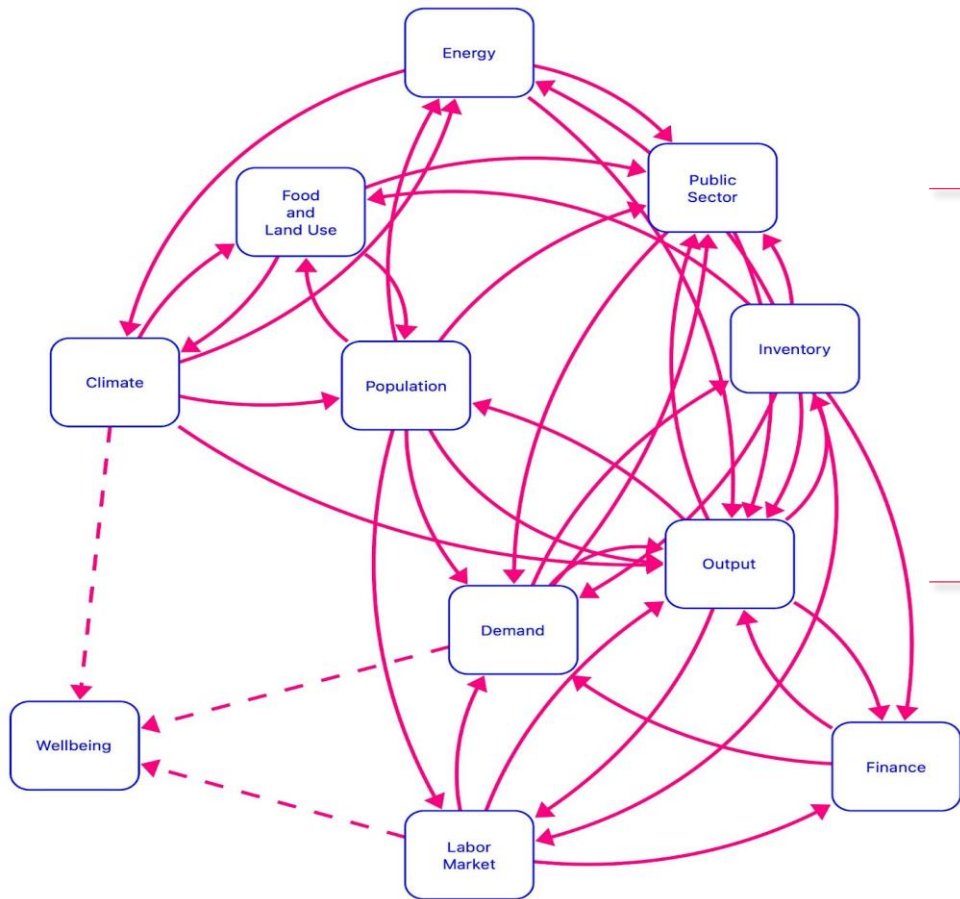 Energy
Public
Sector
Food
and
Land Use
Inventory
Climate
Population
Output
Demand
Wellbeing
Finance
Labor
Market